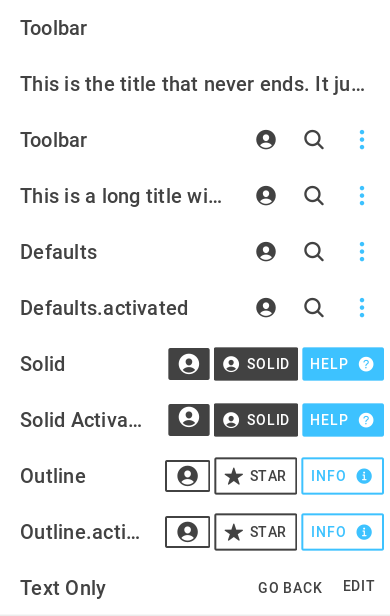 Toolbar
This is the title that never ends. It ju...
Toolbar
This is a long title wi...
Defaults
Defaults.activated
Solid SOLID HELP
Solid Activa... SOLID HELP
Outline STAR INFO
Outline.acti... STAR INFO
Text Only GO BACK EDIT